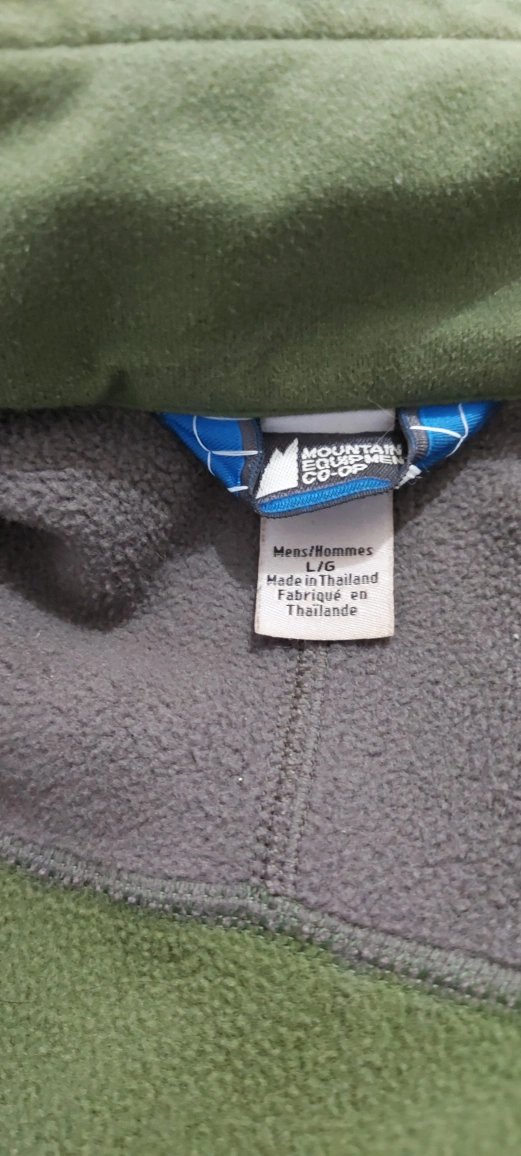 MOUNTAIN
EQUIPMEN
CO-OP
Mens/Hommes
L/G
Made in Thailand
Fabriqué en
Thaïlande